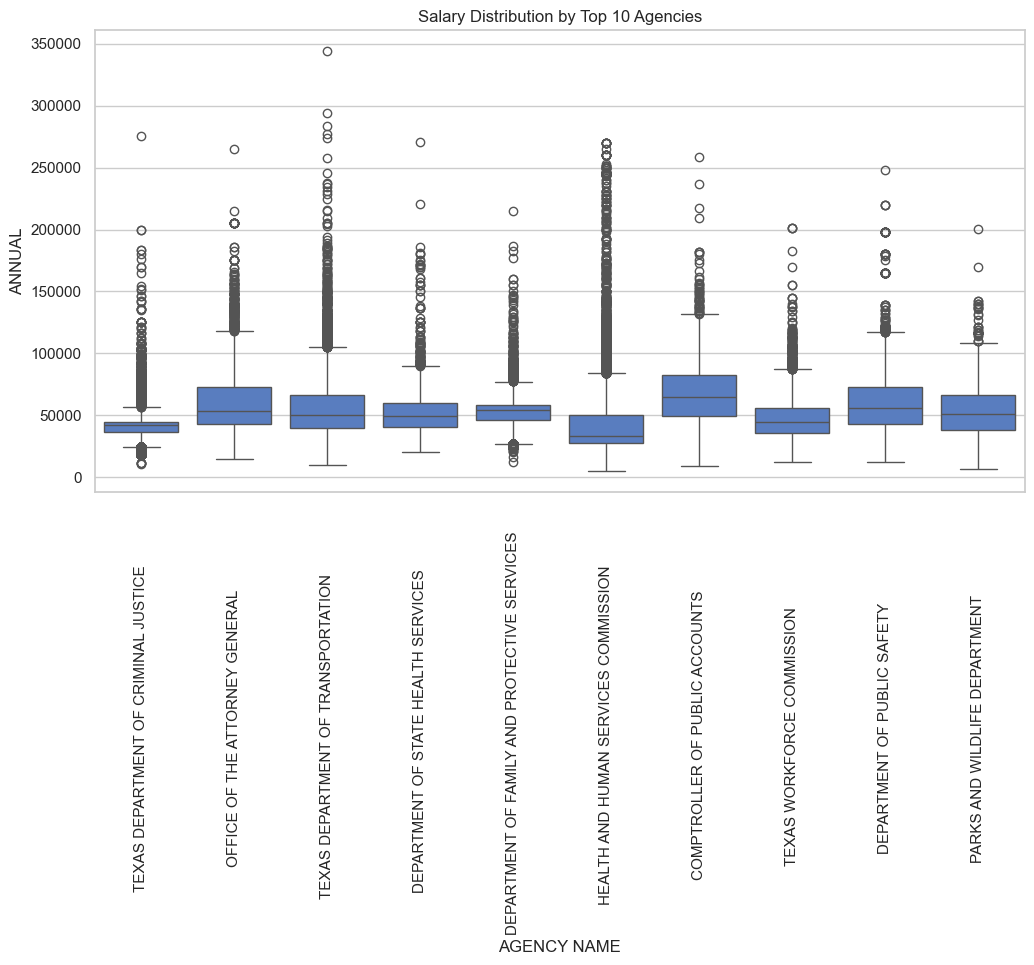 Salary Distribution by Top 10 Agencies
ANNUAL
350000
300000
250000
200000
150000
100000
50000
0
TEXAS DEPARTMENT OF CRIMINAL JUSTICE
OFFICE OF THE ATTORNEY GENERAL
TEXAS DEPARTMENT OF TRANSPORTATION
DEPARTMENT OF STATE HEALTH SERVICES
DEPARTMENT OF FAMILY AND PROTECTIVE SERVICES
HEALTH AND HUMAN SERVICES COMMISSION
COMPTROLLER OF PUBLIC ACCOUNTS
TEXAS WORKFORCE COMMISSION
DEPARTMENT OF PUBLIC SAFETY
PARKS AND WILDLIFE DEPARTMENT
AGENCY NAME